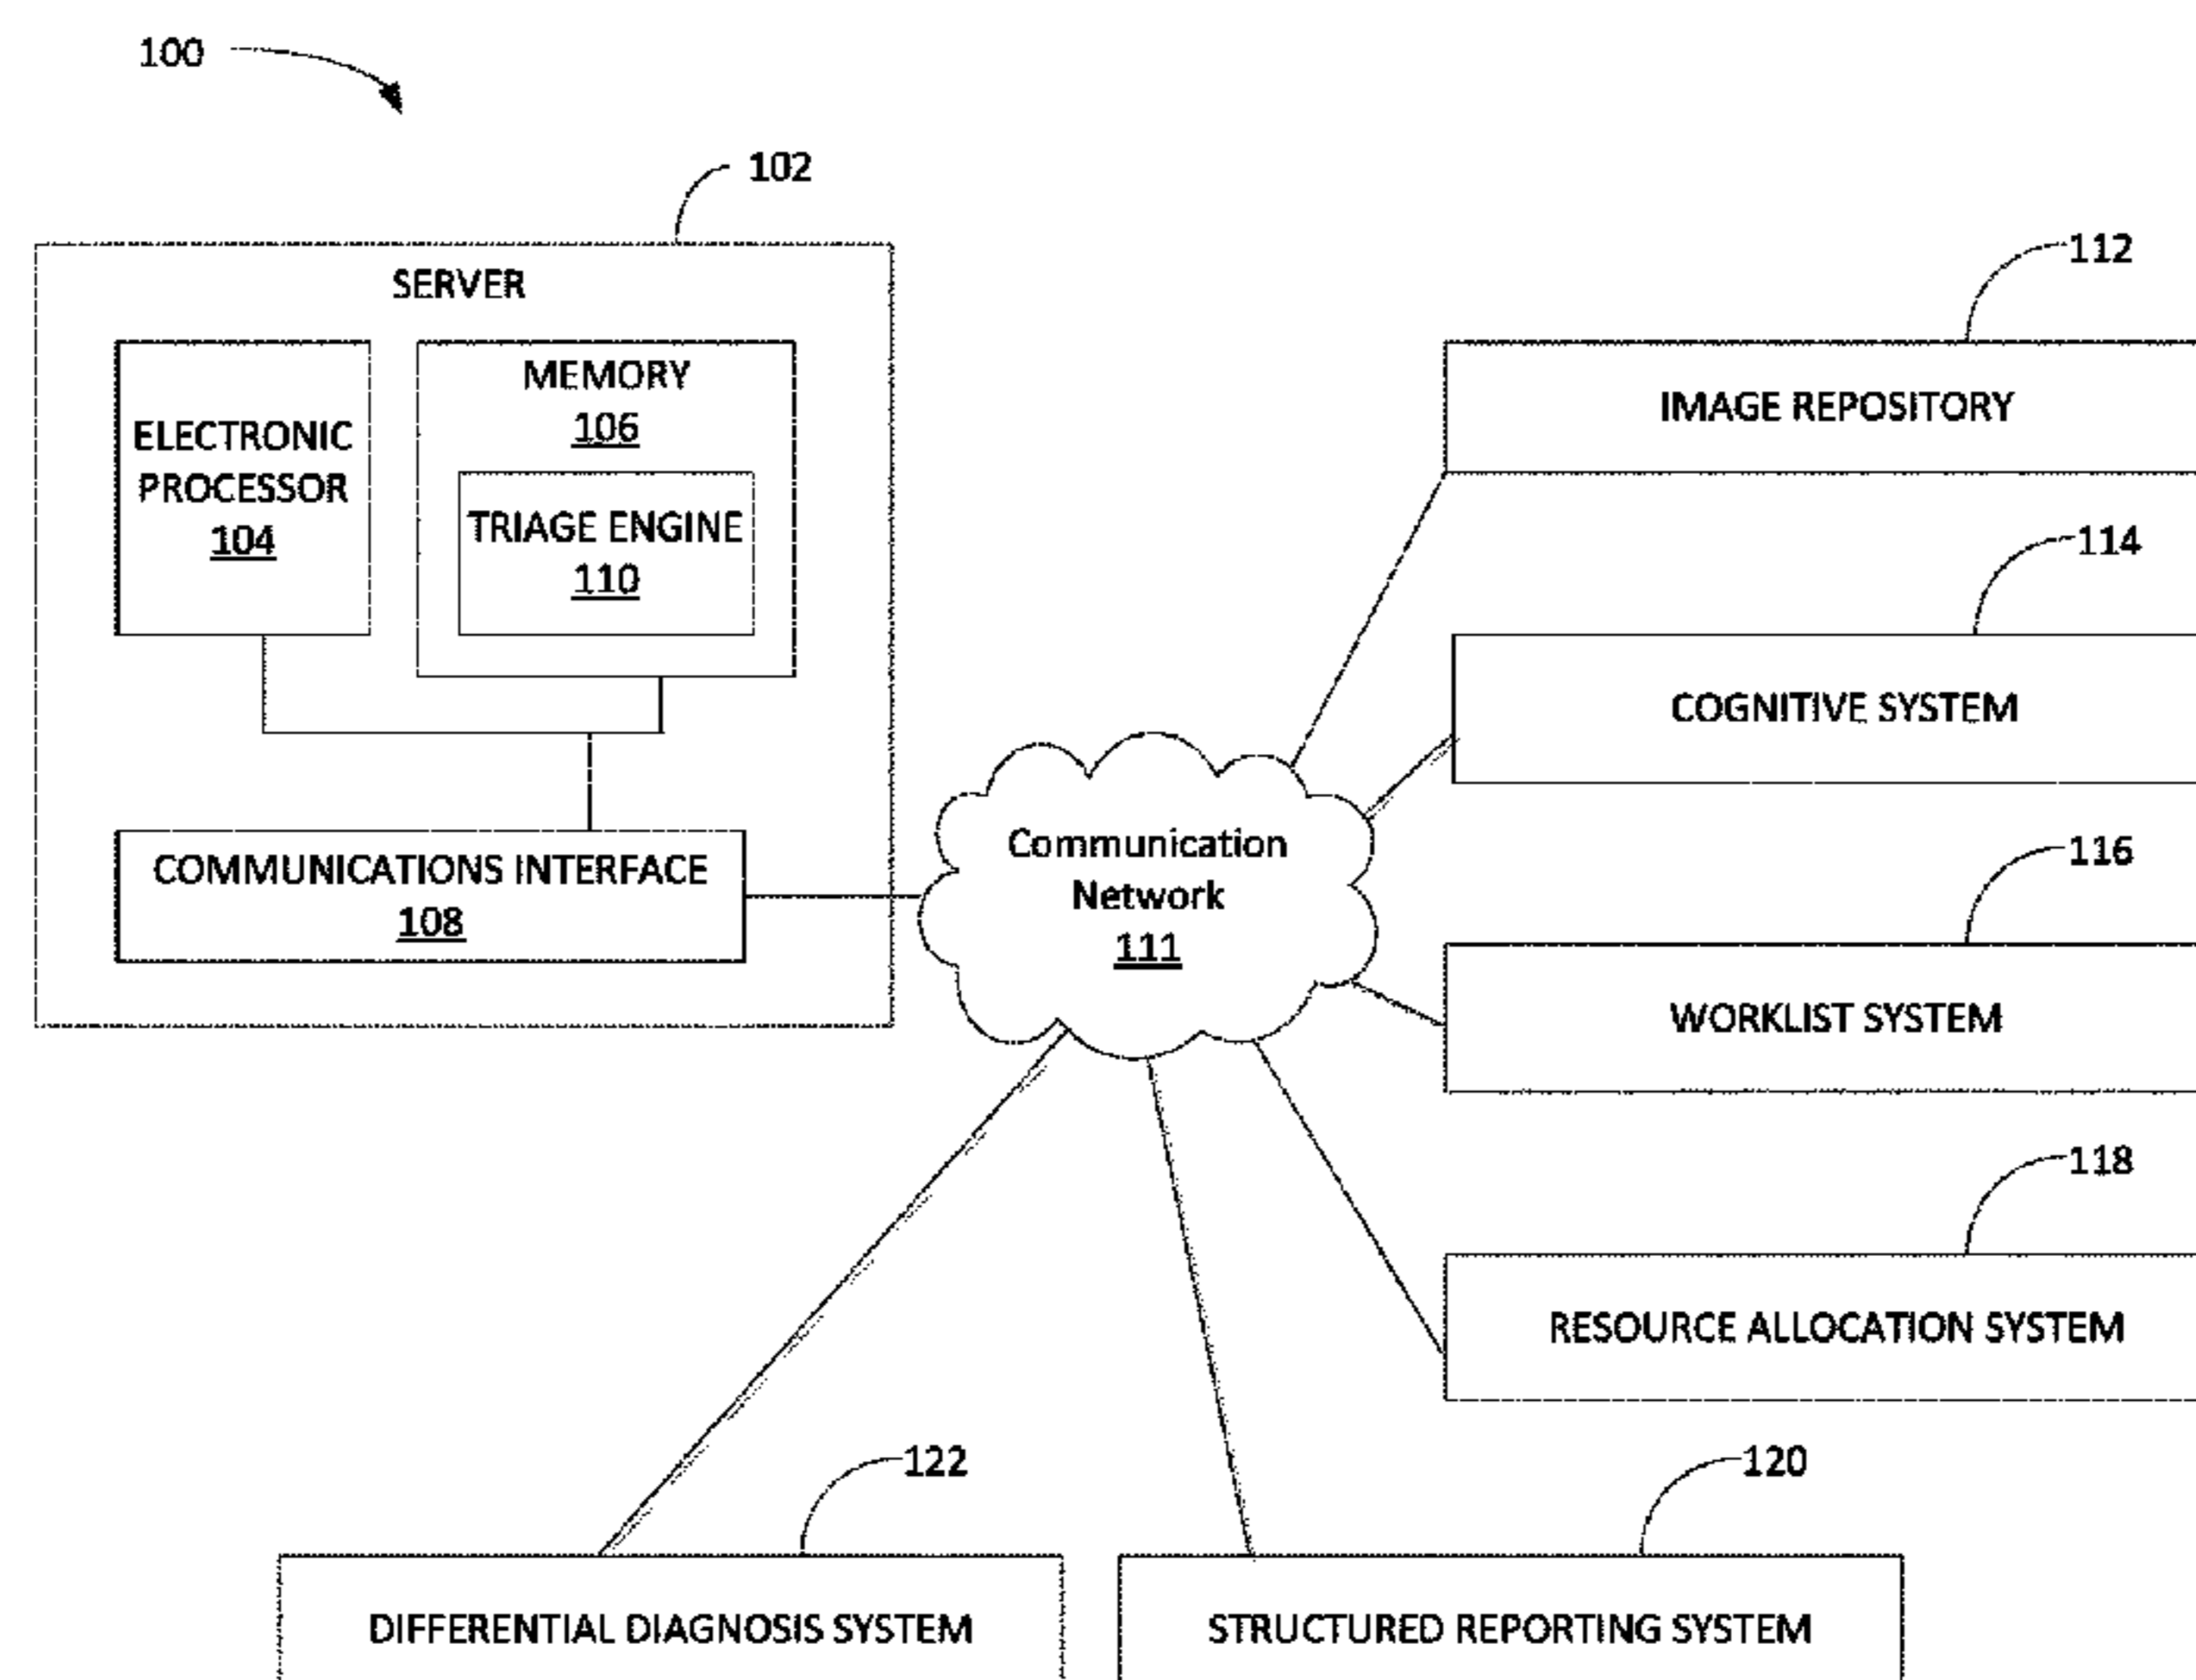 100
102
SERVER
ELECTRONIC
PROCESSOR
104
MEMORY
106
TRIAGE ENGINE
110
COMMUNICATIONS INTERFACE
108
Communication
Network
111
112
IMAGE REPOSITORY
114
COGNITIVE SYSTEM
116
WORKLIST SYSTEM
118
RESOURCE ALLOCATION SYSTEM
122
DIFFERENTIAL DIAGNOSIS SYSTEM
120
STRUCTURED REPORTING SYSTEM